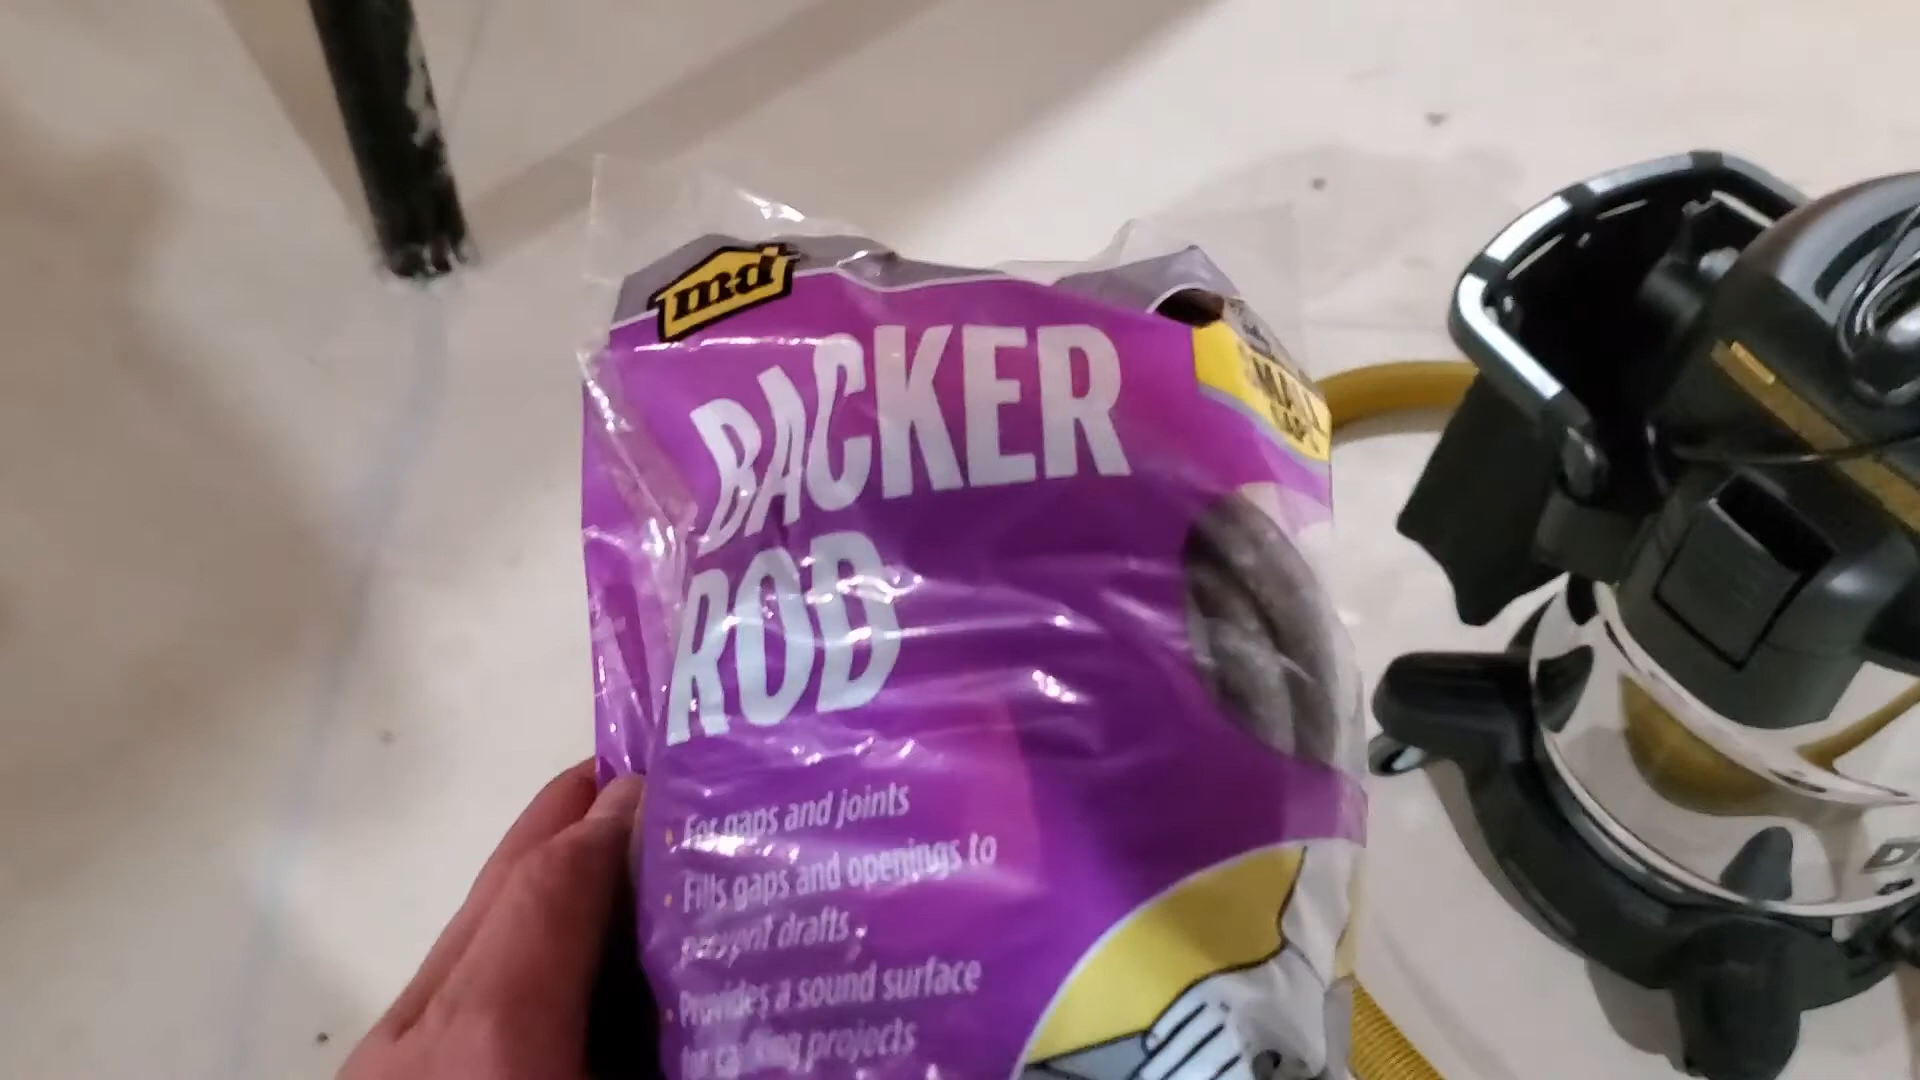 m·d
BACKER
ROD
• For gaps and joints
• Fills gaps and openings to
prevent drafts
• Provides a sound surface
for caulking projects